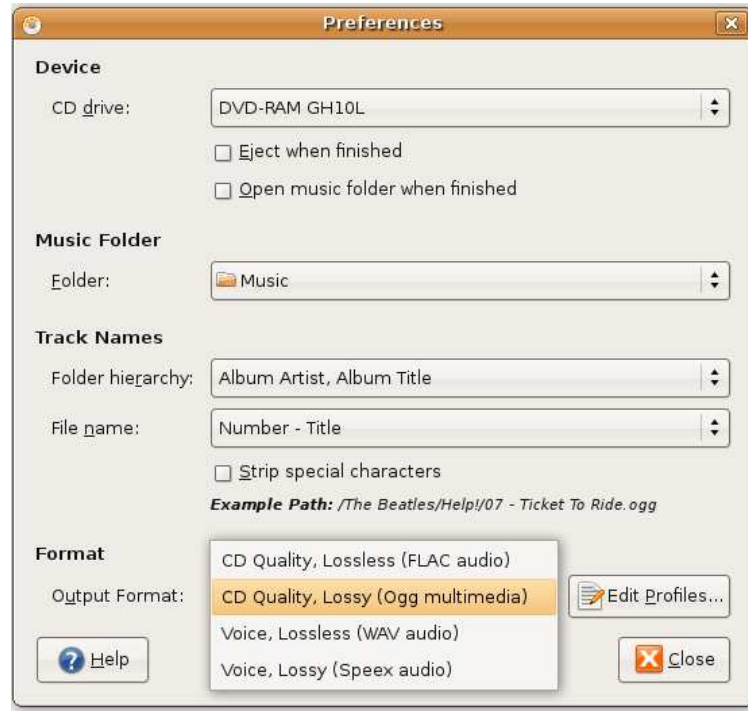 Preferences
Device
CD drive: DVD-RAM GH10L
Eject when finished
Open music folder when finished
Music Folder
Folder: Music
Track Names
Folder hierarchy: Album Artist, Album Title
File name: Number - Title
Strip special characters
Example Path: /The Beatles/Help!/07 - Ticket To Ride.ogg
Format
CD Quality, Lossless (FLAC audio)
Output Format: CD Quality, Lossy (Ogg multimedia) Edit Profiles...
Voice, Lossless (WAV audio)
Voice, Lossy (Speex audio)
Help Close